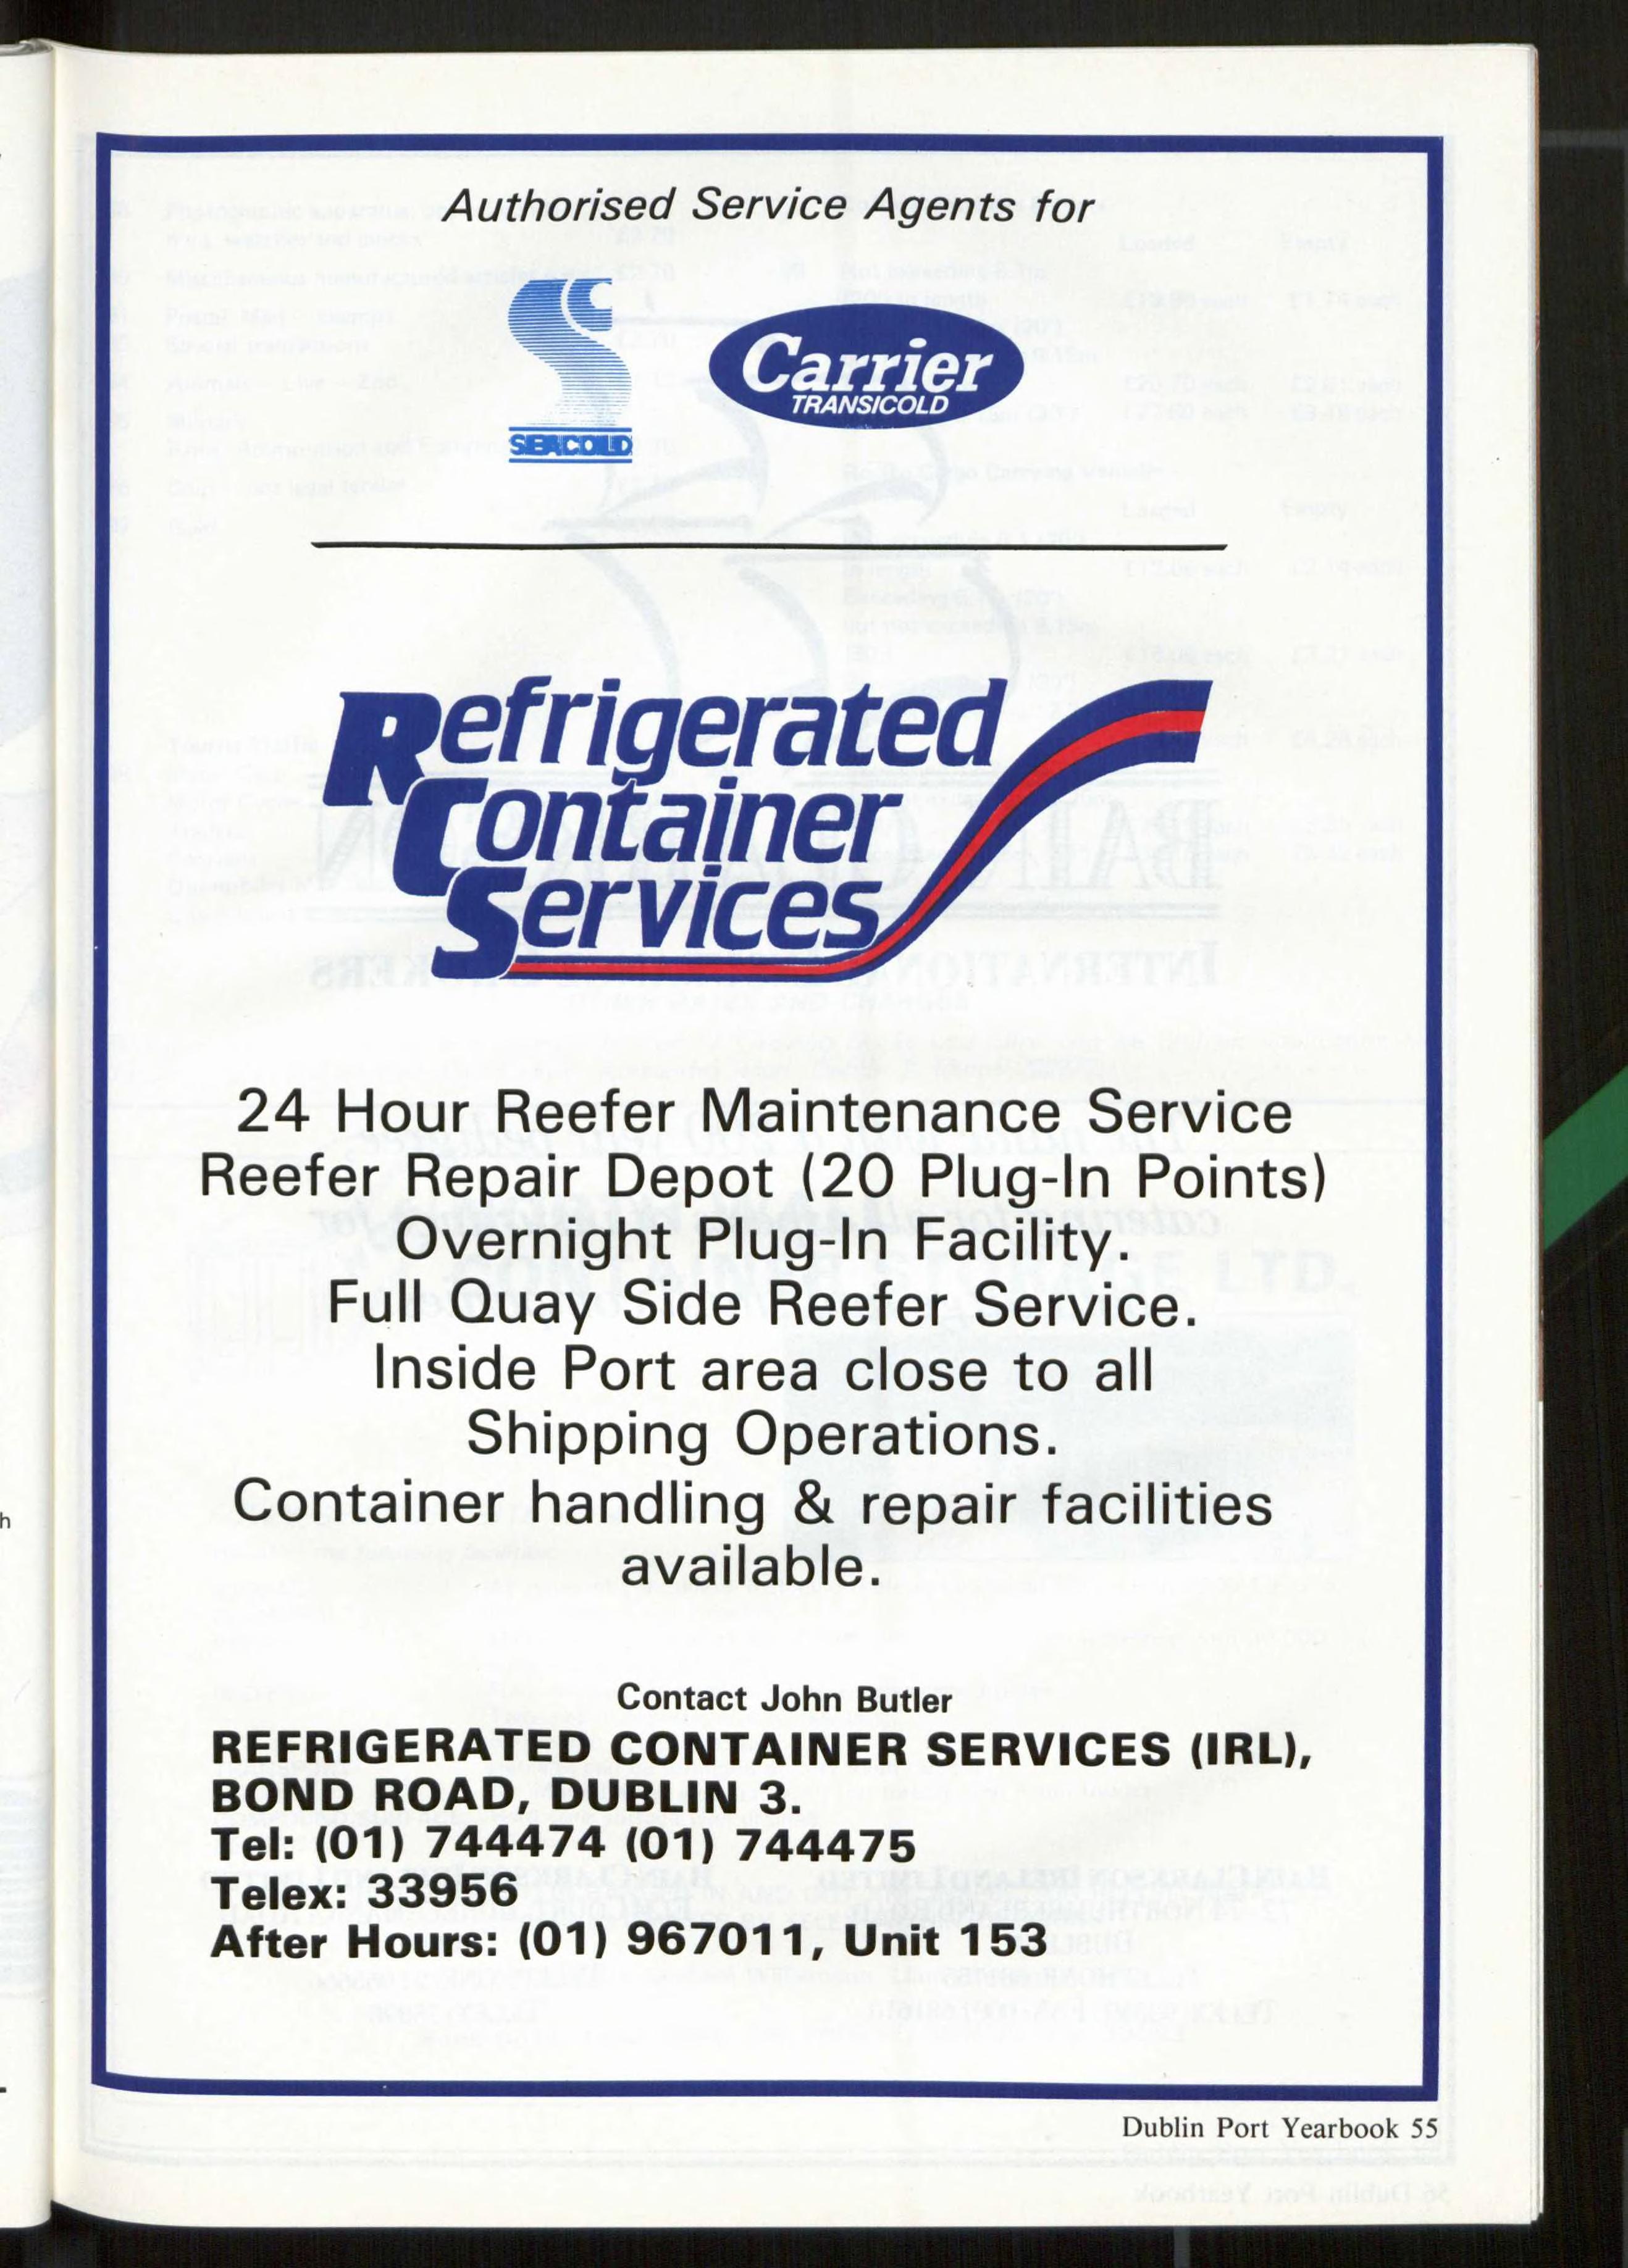 Authorised Service Agents for
SEACOLD
Carrier
TRANSICOLD
Refrigerated
Container
Services
24 Hour Reefer Maintenance Service
Reefer Repair Depot (20 Plug-In Points)
Overnight Plug-In Facility.
Full Quay Side Reefer Service.
Inside Port area close to all
Shipping Operations.
Container handling & repair facilities
available.
Contact John Butler
REFRIGERATED CONTAINER SERVICES (IRL),
BOND ROAD, DUBLIN 3.
Tel: (01) 744474 (01) 744475
Telex: 33956
After Hours: (01) 967011, Unit 153
Dublin Port Yearbook 55